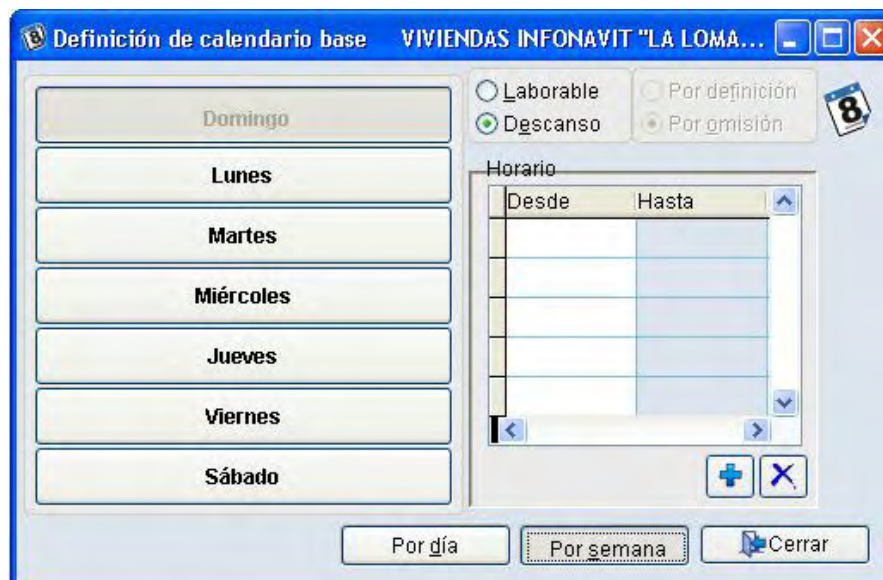 Definición de calendario base VIVIENDAS INFONAVIT "LA LOMA...
Domingo
Lunes
Martes
Miércoles
Jueves
Viernes
Sábado
Laborable
Descanso
Por definición
Por omisión
8
Horario
Desde Hasta
Por día
Por semana
Cerrar